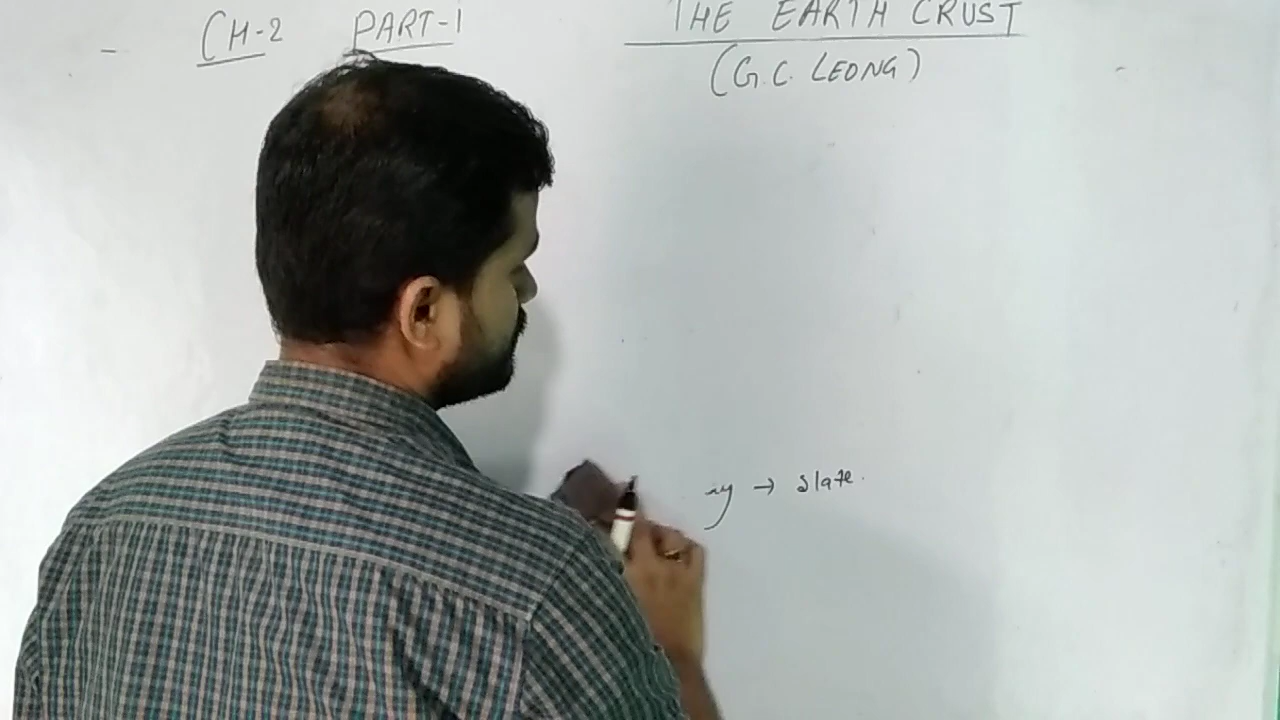 CH-2 PART-1 THE EARTH CRUST
(G.C. LEONG)
→ slate.